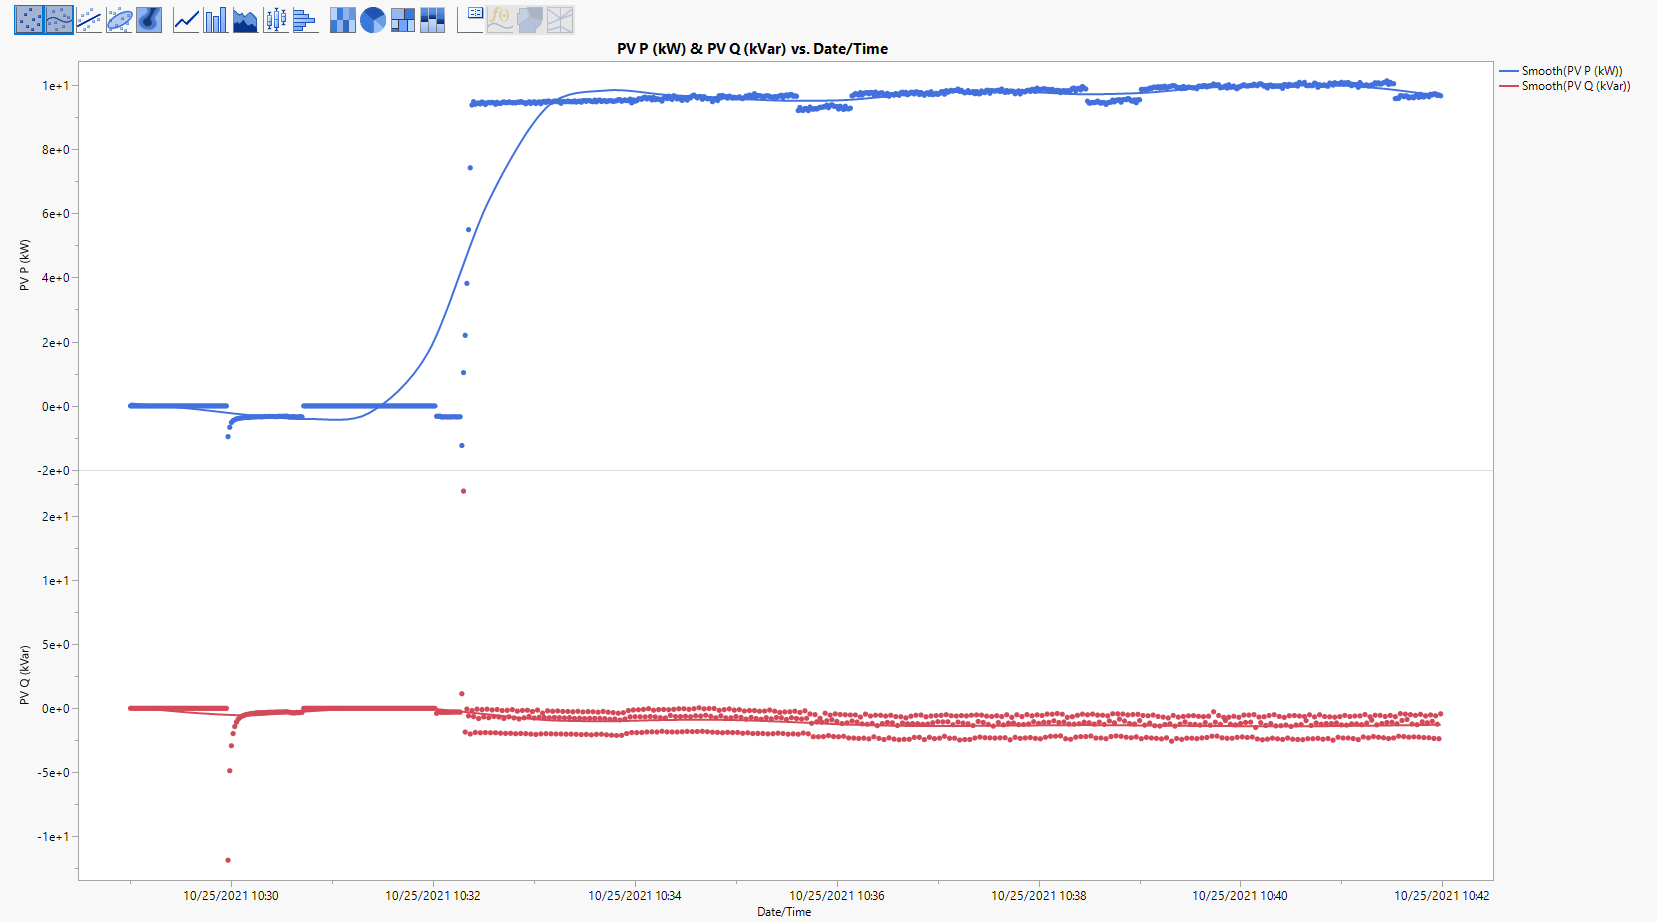 PV P (kW) & PV Q (kVar) vs. Date/Time
Smooth(PV P (kW))
Smooth(PV Q (kVar))
PV P (kW)
1e+1
8e+0
6e+0
4e+0
2e+0
0e+0
-2e+0
PV Q (kVar)
2e+1
1e+1
5e+0
0e+0
-5e+0
-1e+1
10/25/2021 10:30 10/25/2021 10:32 10/25/2021 10:34 10/25/2021 10:36 10/25/2021 10:38 10/25/2021 10:40 10/25/2021 10:42
Date/Time